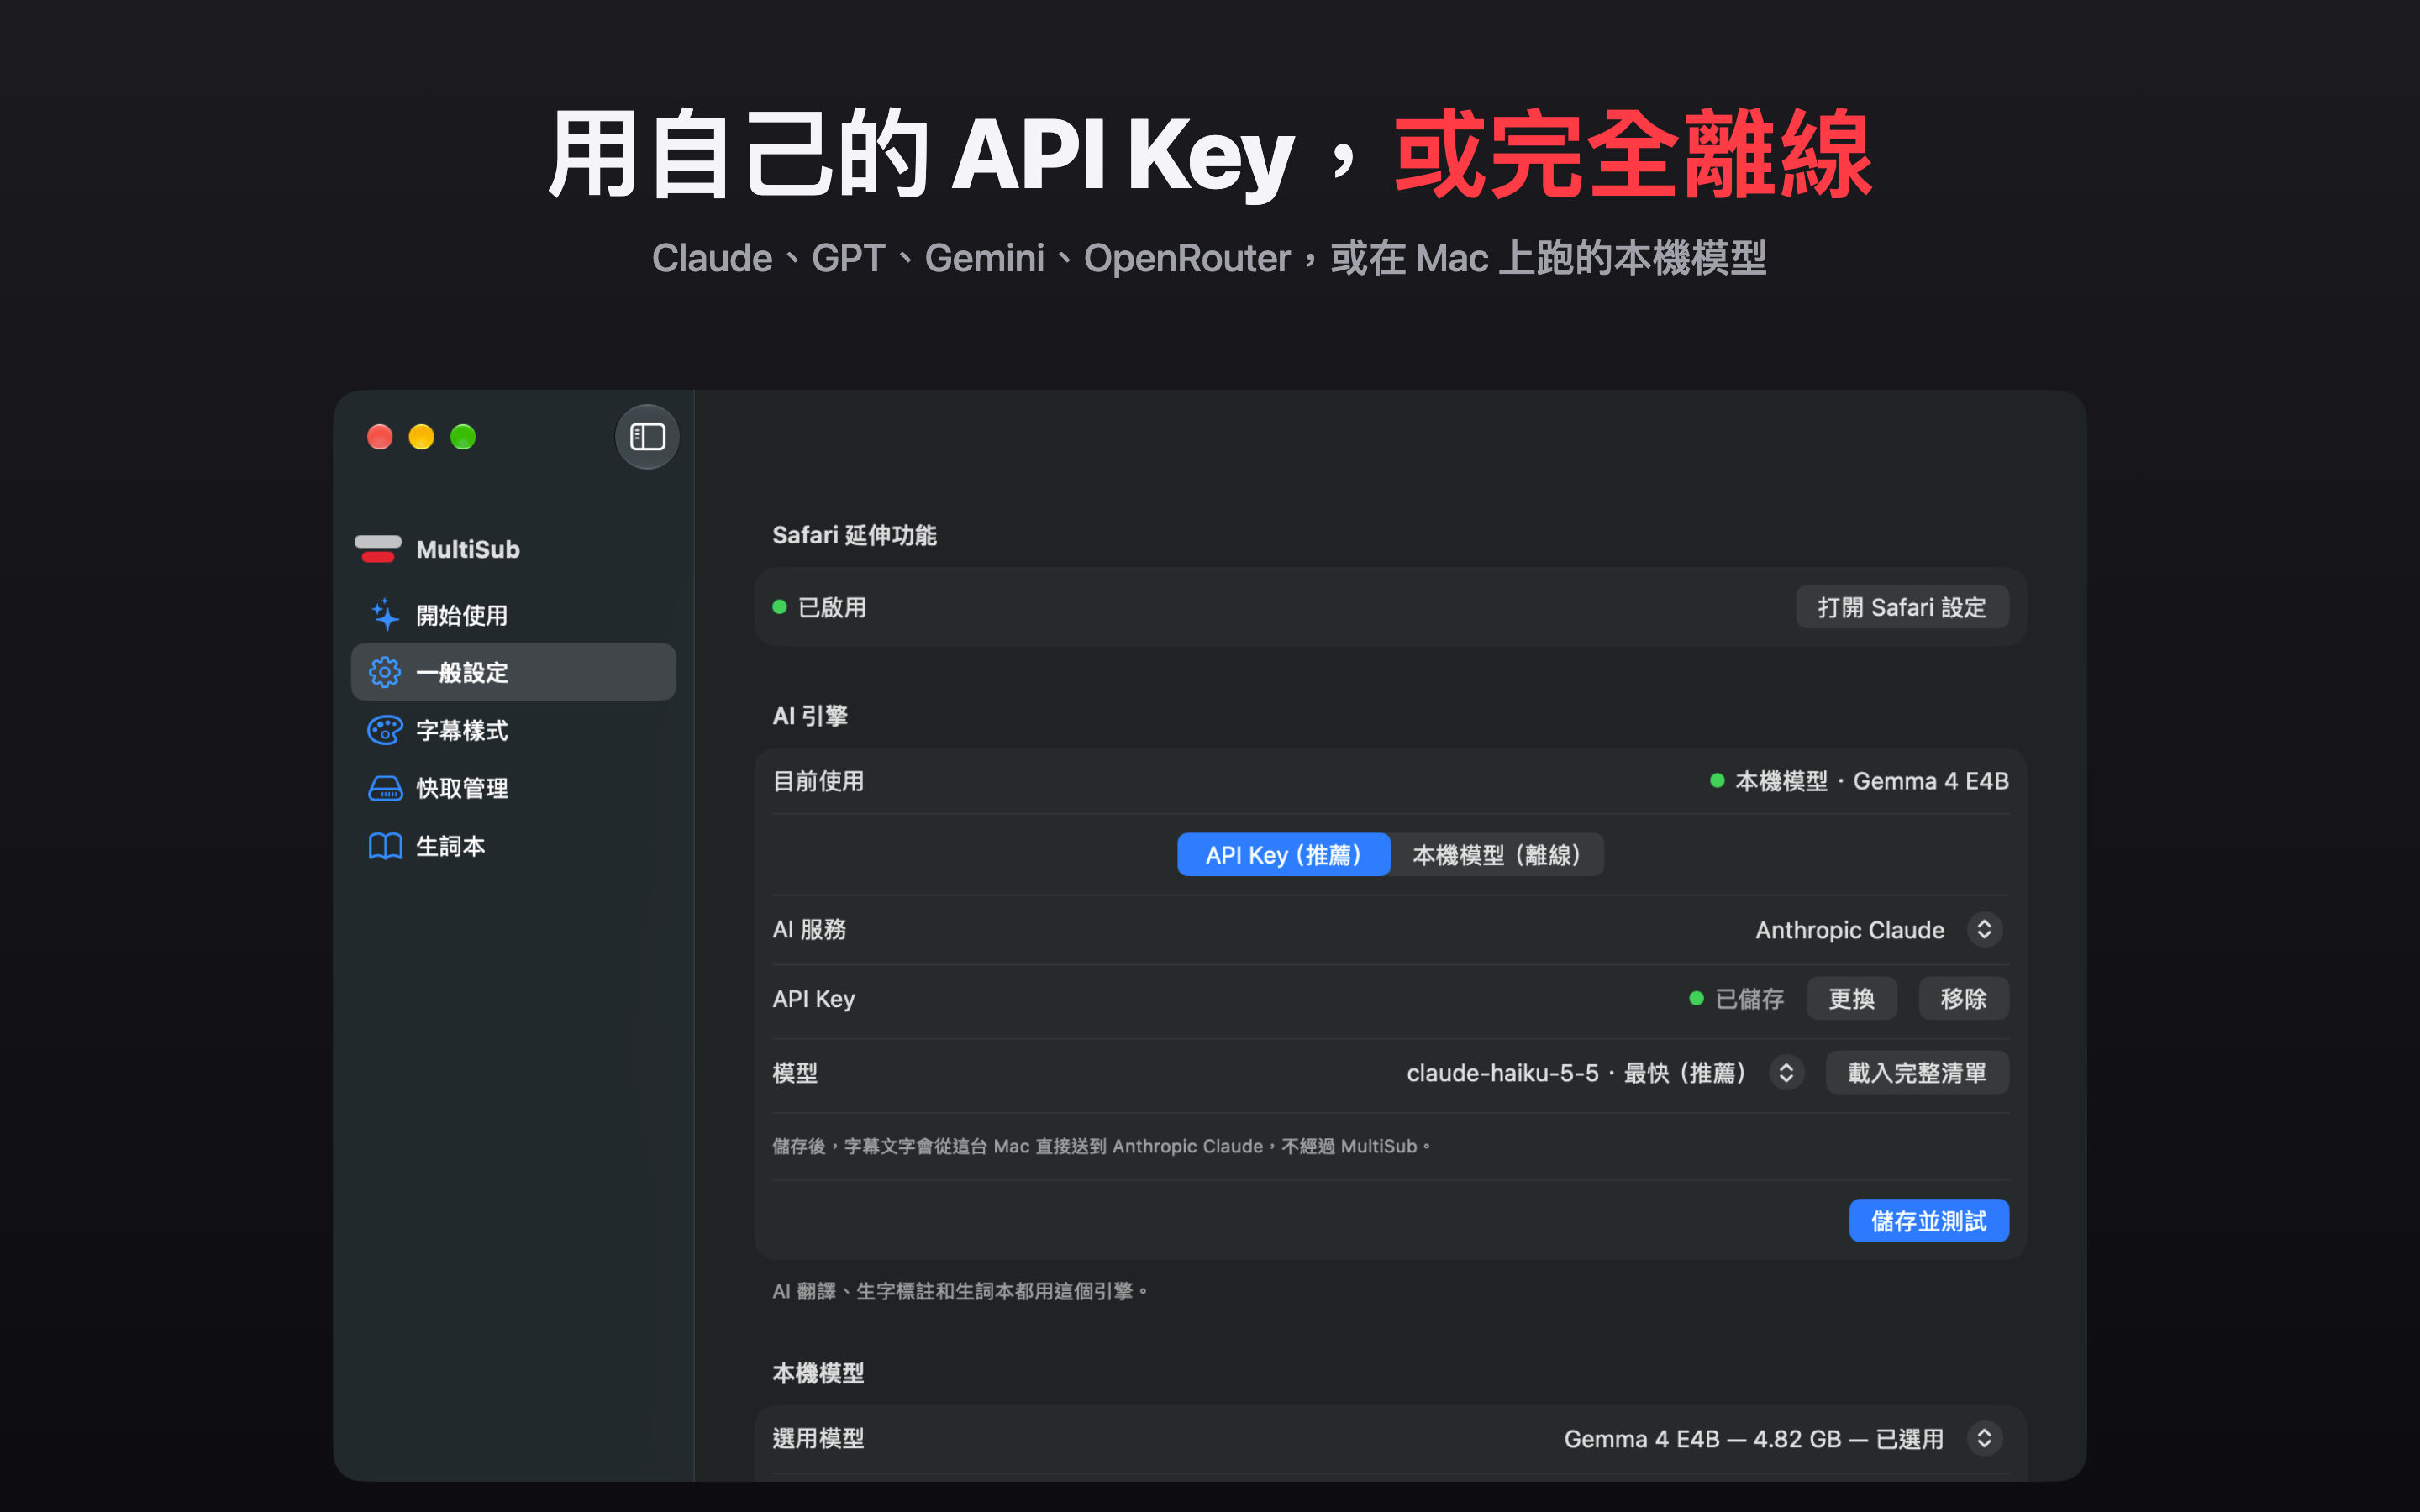 用自己的 API Key，或完全離線
Claude、GPT、Gemini、OpenRouter，或在 Mac 上跑的本機模型
MultiSub
開始使用
一般設定
字幕樣式
快取管理
生詞本
Safari 延伸功能
已啟用
打開 Safari 設定
AI 引擎
目前使用
本機模型 · Gemma 4 E4B
API Key（推薦）
本機模型（離線）
AI 服務
Anthropic Claude
API Key
已儲存
更換
移除
模型
claude-haiku-5-5 · 最快（推薦）
載入完整清單
儲存後，字幕文字會從這台 Mac 直接送到 Anthropic Claude，不經過 MultiSub。
儲存並測試
AI 翻譯、生字標註和生詞本都用這個引擎。
本機模型
選用模型
Gemma 4 E4B — 4.82 GB — 已選用